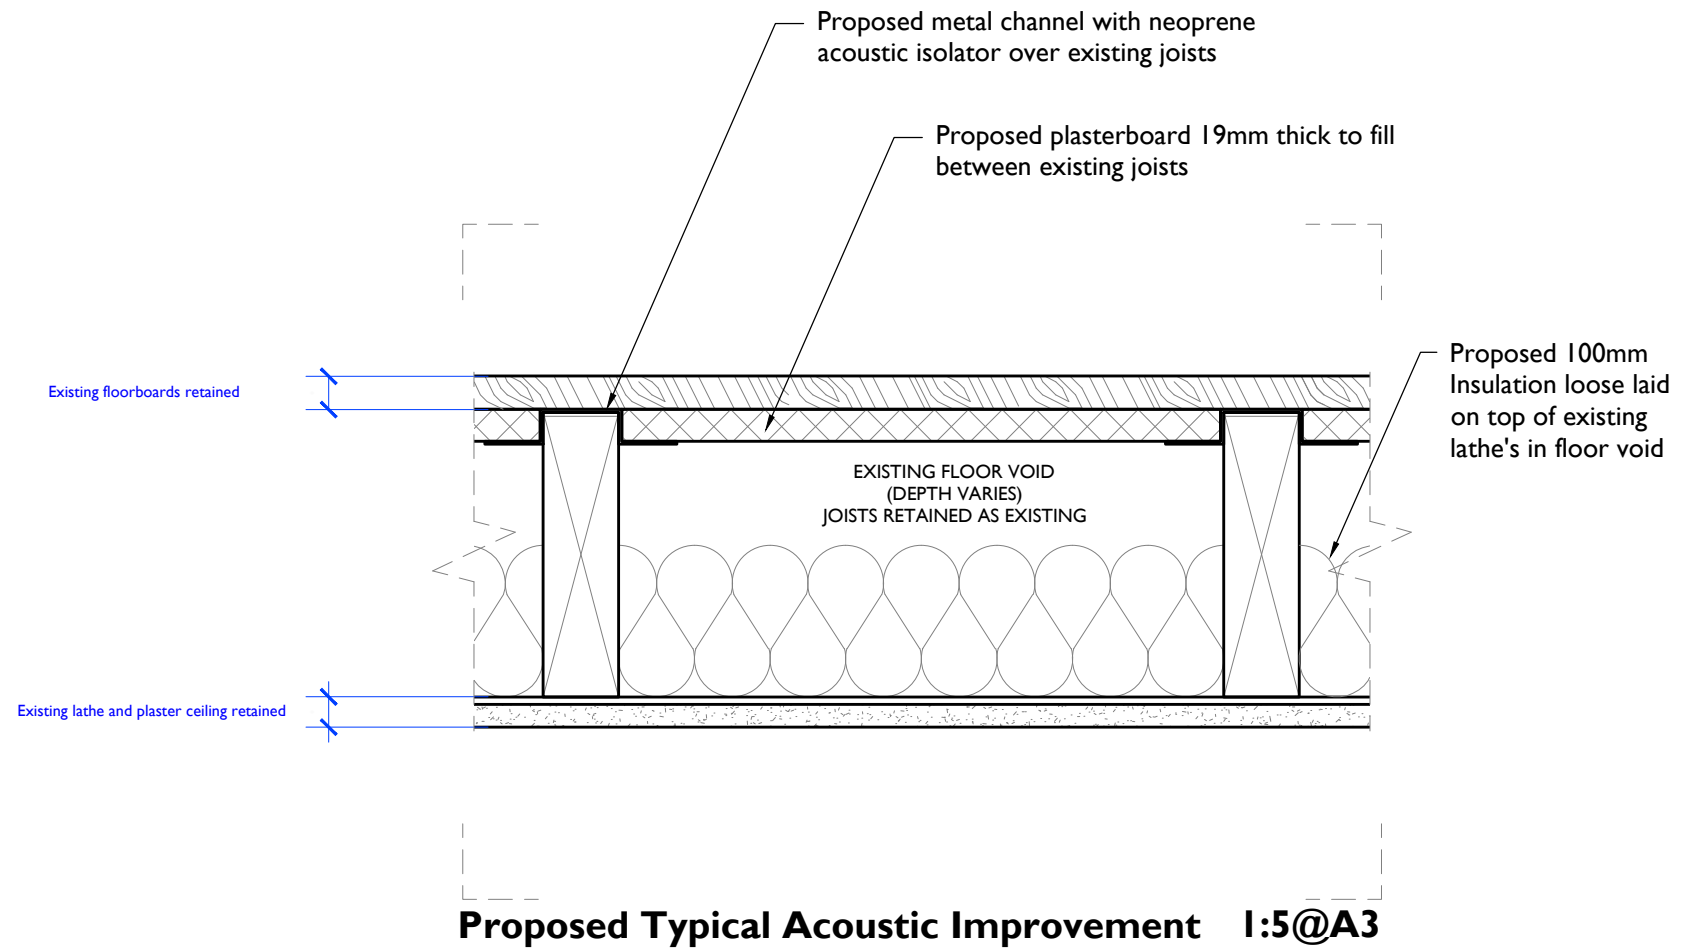 Proposed metal channel with neoprene
acoustic isolator over existing joists
Proposed plasterboard 19mm thick to fill
between existing joists
Proposed 100mm
Insulation loose laid
on top of existing
lathe's in floor void
Existing floorboards retained
EXISTING FLOOR VOID
(DEPTH VARIES)
JOISTS RETAINED AS EXISTING
Existing lathe and plaster ceiling retained
Proposed Typical Acoustic Improvement 1:5@A3